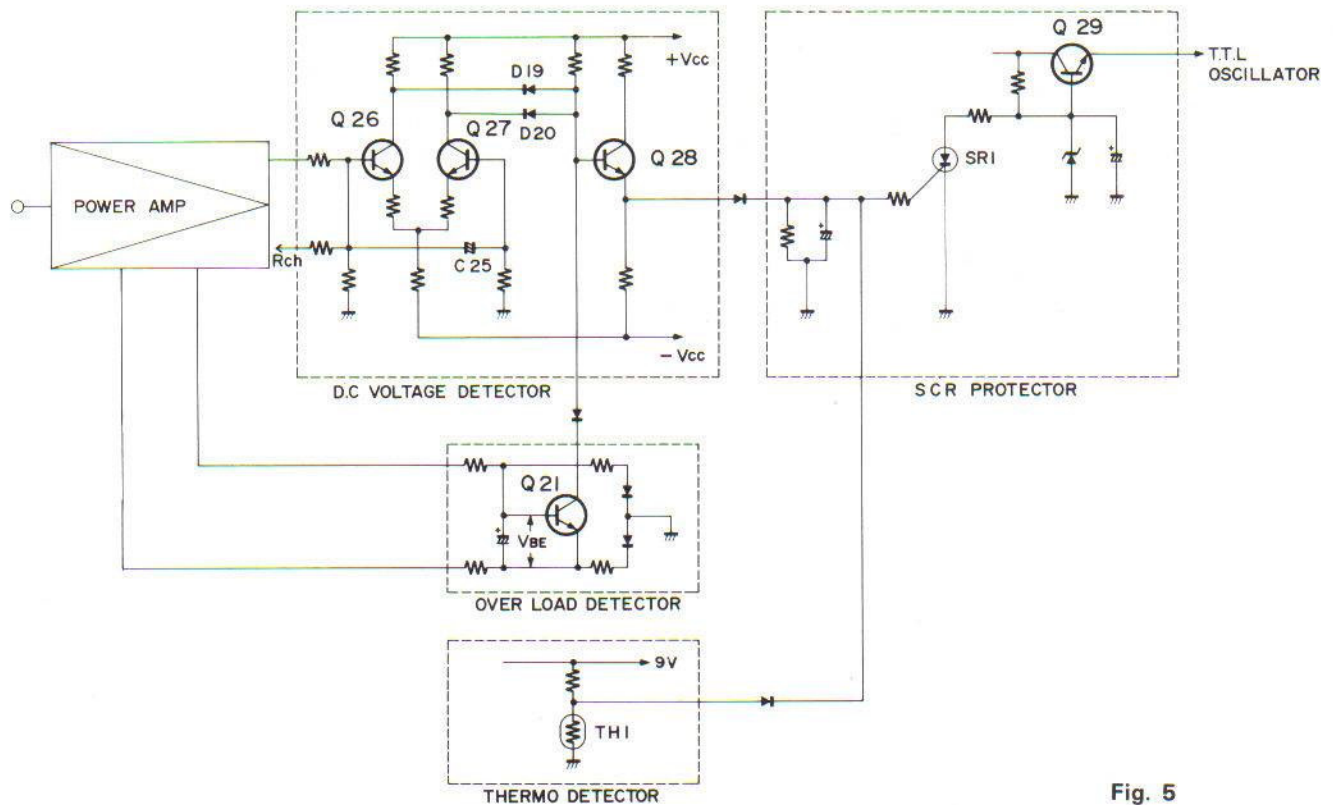 Q 29
T.T.L
OSCILLATOR
+Vcc
D19
Q 26
Q 27
D20
Q 28
SR1
POWER AMP
Rch
C 25
- Vcc
D.C VOLTAGE DETECTOR
SCR PROTECTOR
Q 21
VBE
OVER LOAD DETECTOR
9V
TH1
THERMO DETECTOR
Fig. 5